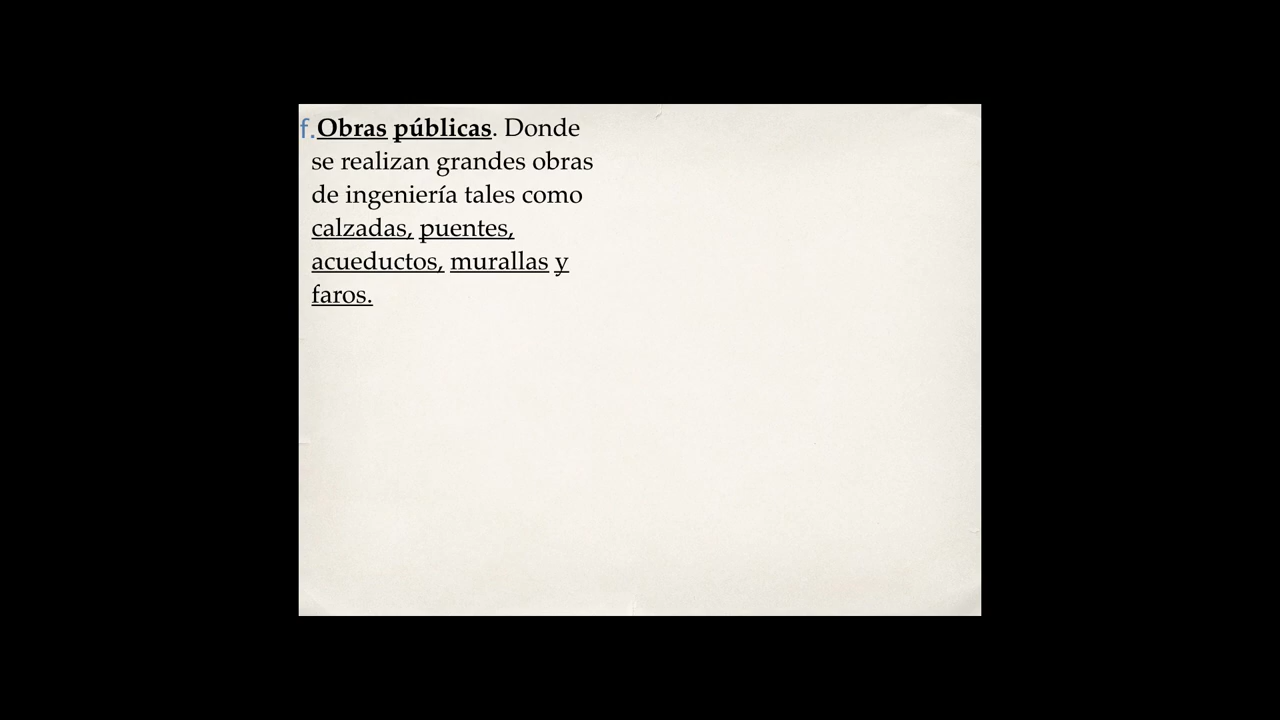 f. Obras públicas. Donde
se realizan grandes obras
de ingeniería tales como
calzadas, puentes,
acueductos, murallas y
faros.